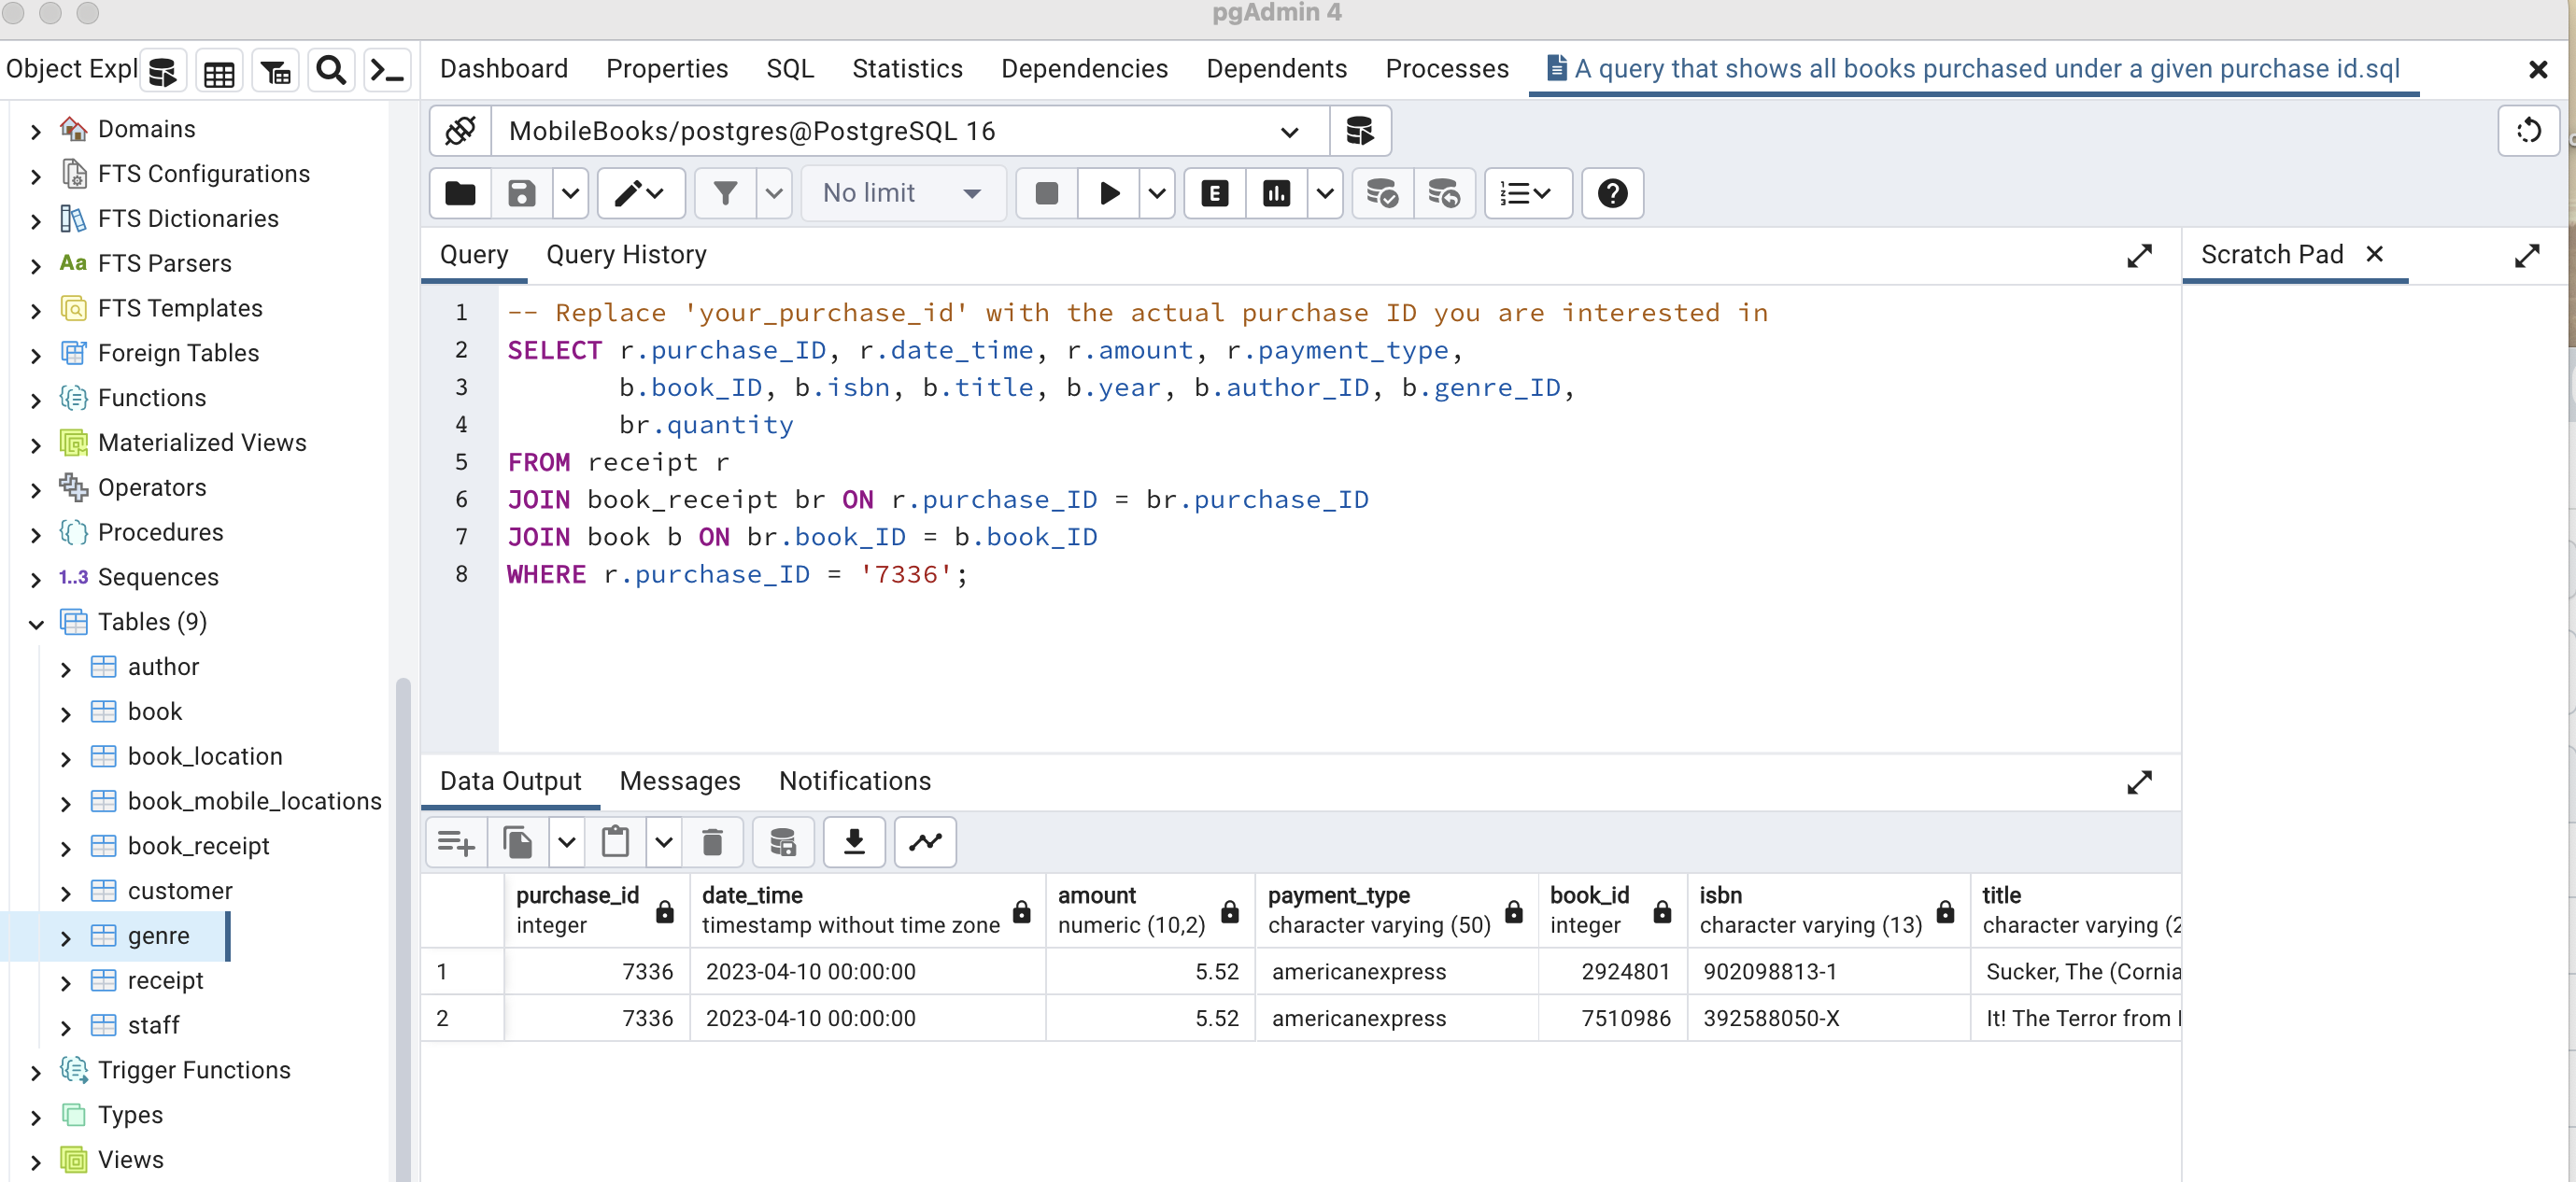 pgAdmin 4
Object Expl
Dashboard Properties SQL Statistics Dependencies Dependents Processes A query that shows all books purchased under a given purchase id.sql
MobileBooks/postgres@PostgreSQL 16
No limit
Domains
FTS Configurations
FTS Dictionaries
Aa FTS Parsers
FTS Templates
Foreign Tables
Functions
Materialized Views
Operators
Procedures
1..3 Sequences
Tables (9)
author
book
book_location
book_mobile_locations
book_receipt
customer
genre
receipt
staff
Trigger Functions
Types
Views
Query Query History
Scratch Pad
1 -- Replace 'your_purchase_id' with the actual purchase ID you are interested in
2 SELECT r.purchase_ID, r.date_time, r.amount, r.payment_type,
3 b.book_ID, b.isbn, b.title, b.year, b.author_ID, b.genre_ID,
4 br.quantity
5 FROM receipt r
6 JOIN book_receipt br ON r.purchase_ID = br.purchase_ID
7 JOIN book b ON br.book_ID = b.book_ID
8 WHERE r.purchase_ID = '7336';
Data Output Messages Notifications
purchase_id date_time amount payment_type book_id isbn title
integer timestamp without time zone numeric (10,2) character varying (50) integer character varying (13) character varying (2
1 7336 2023-04-10 00:00:00 5.52 americanexpress 2924801 902098813-1 Sucker, The (Cornia
2 7336 2023-04-10 00:00:00 5.52 americanexpress 7510986 392588050-X It! The Terror from